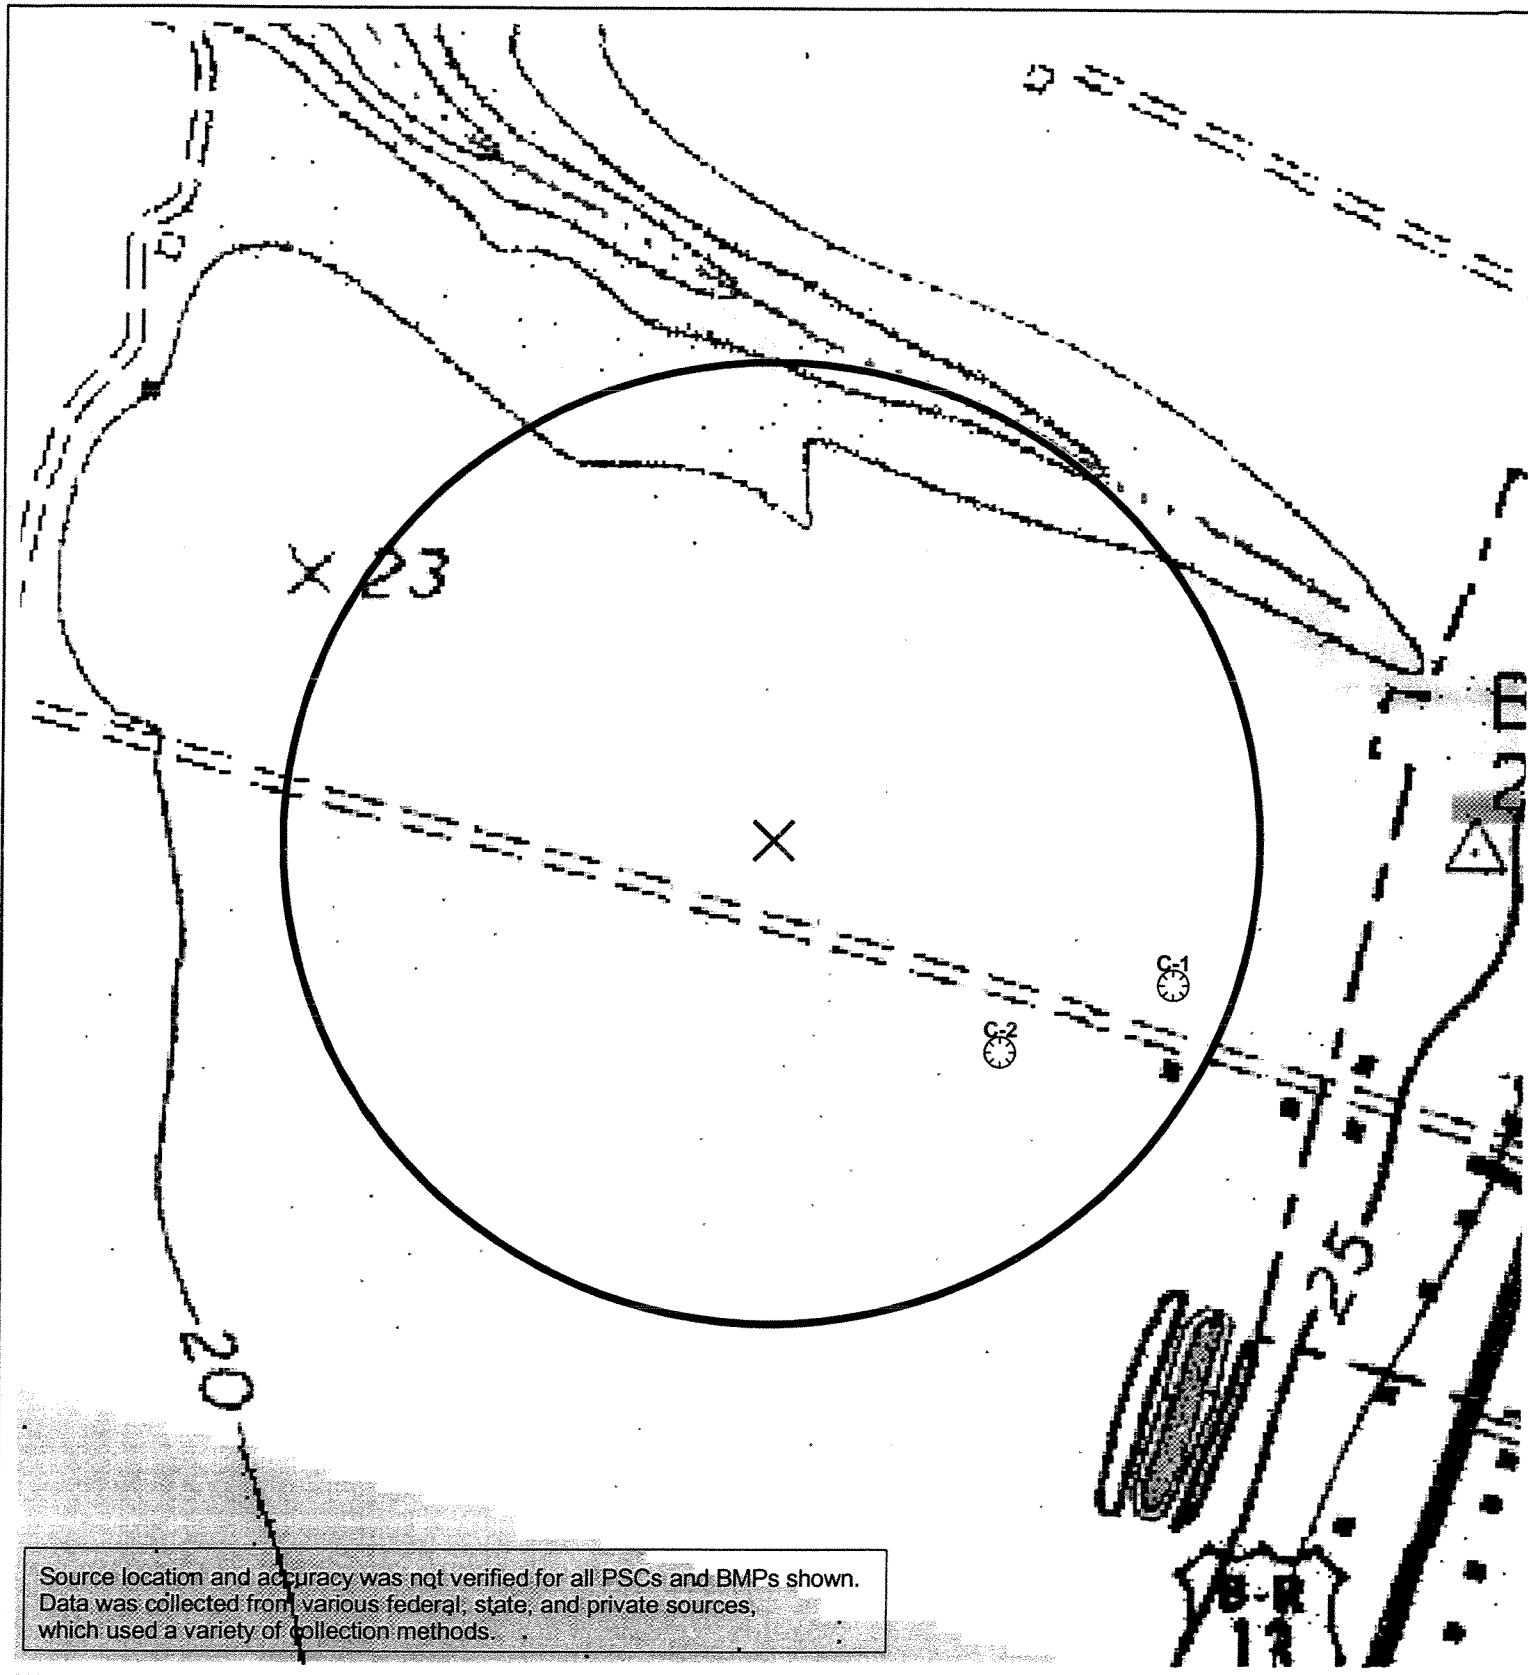 23
C-1
C-2
25
20
Source location and accuracy was not verified for all PSCs and BMPs shown.
Data was collected from various federal, state, and private sources,
which used a variety of collection methods.